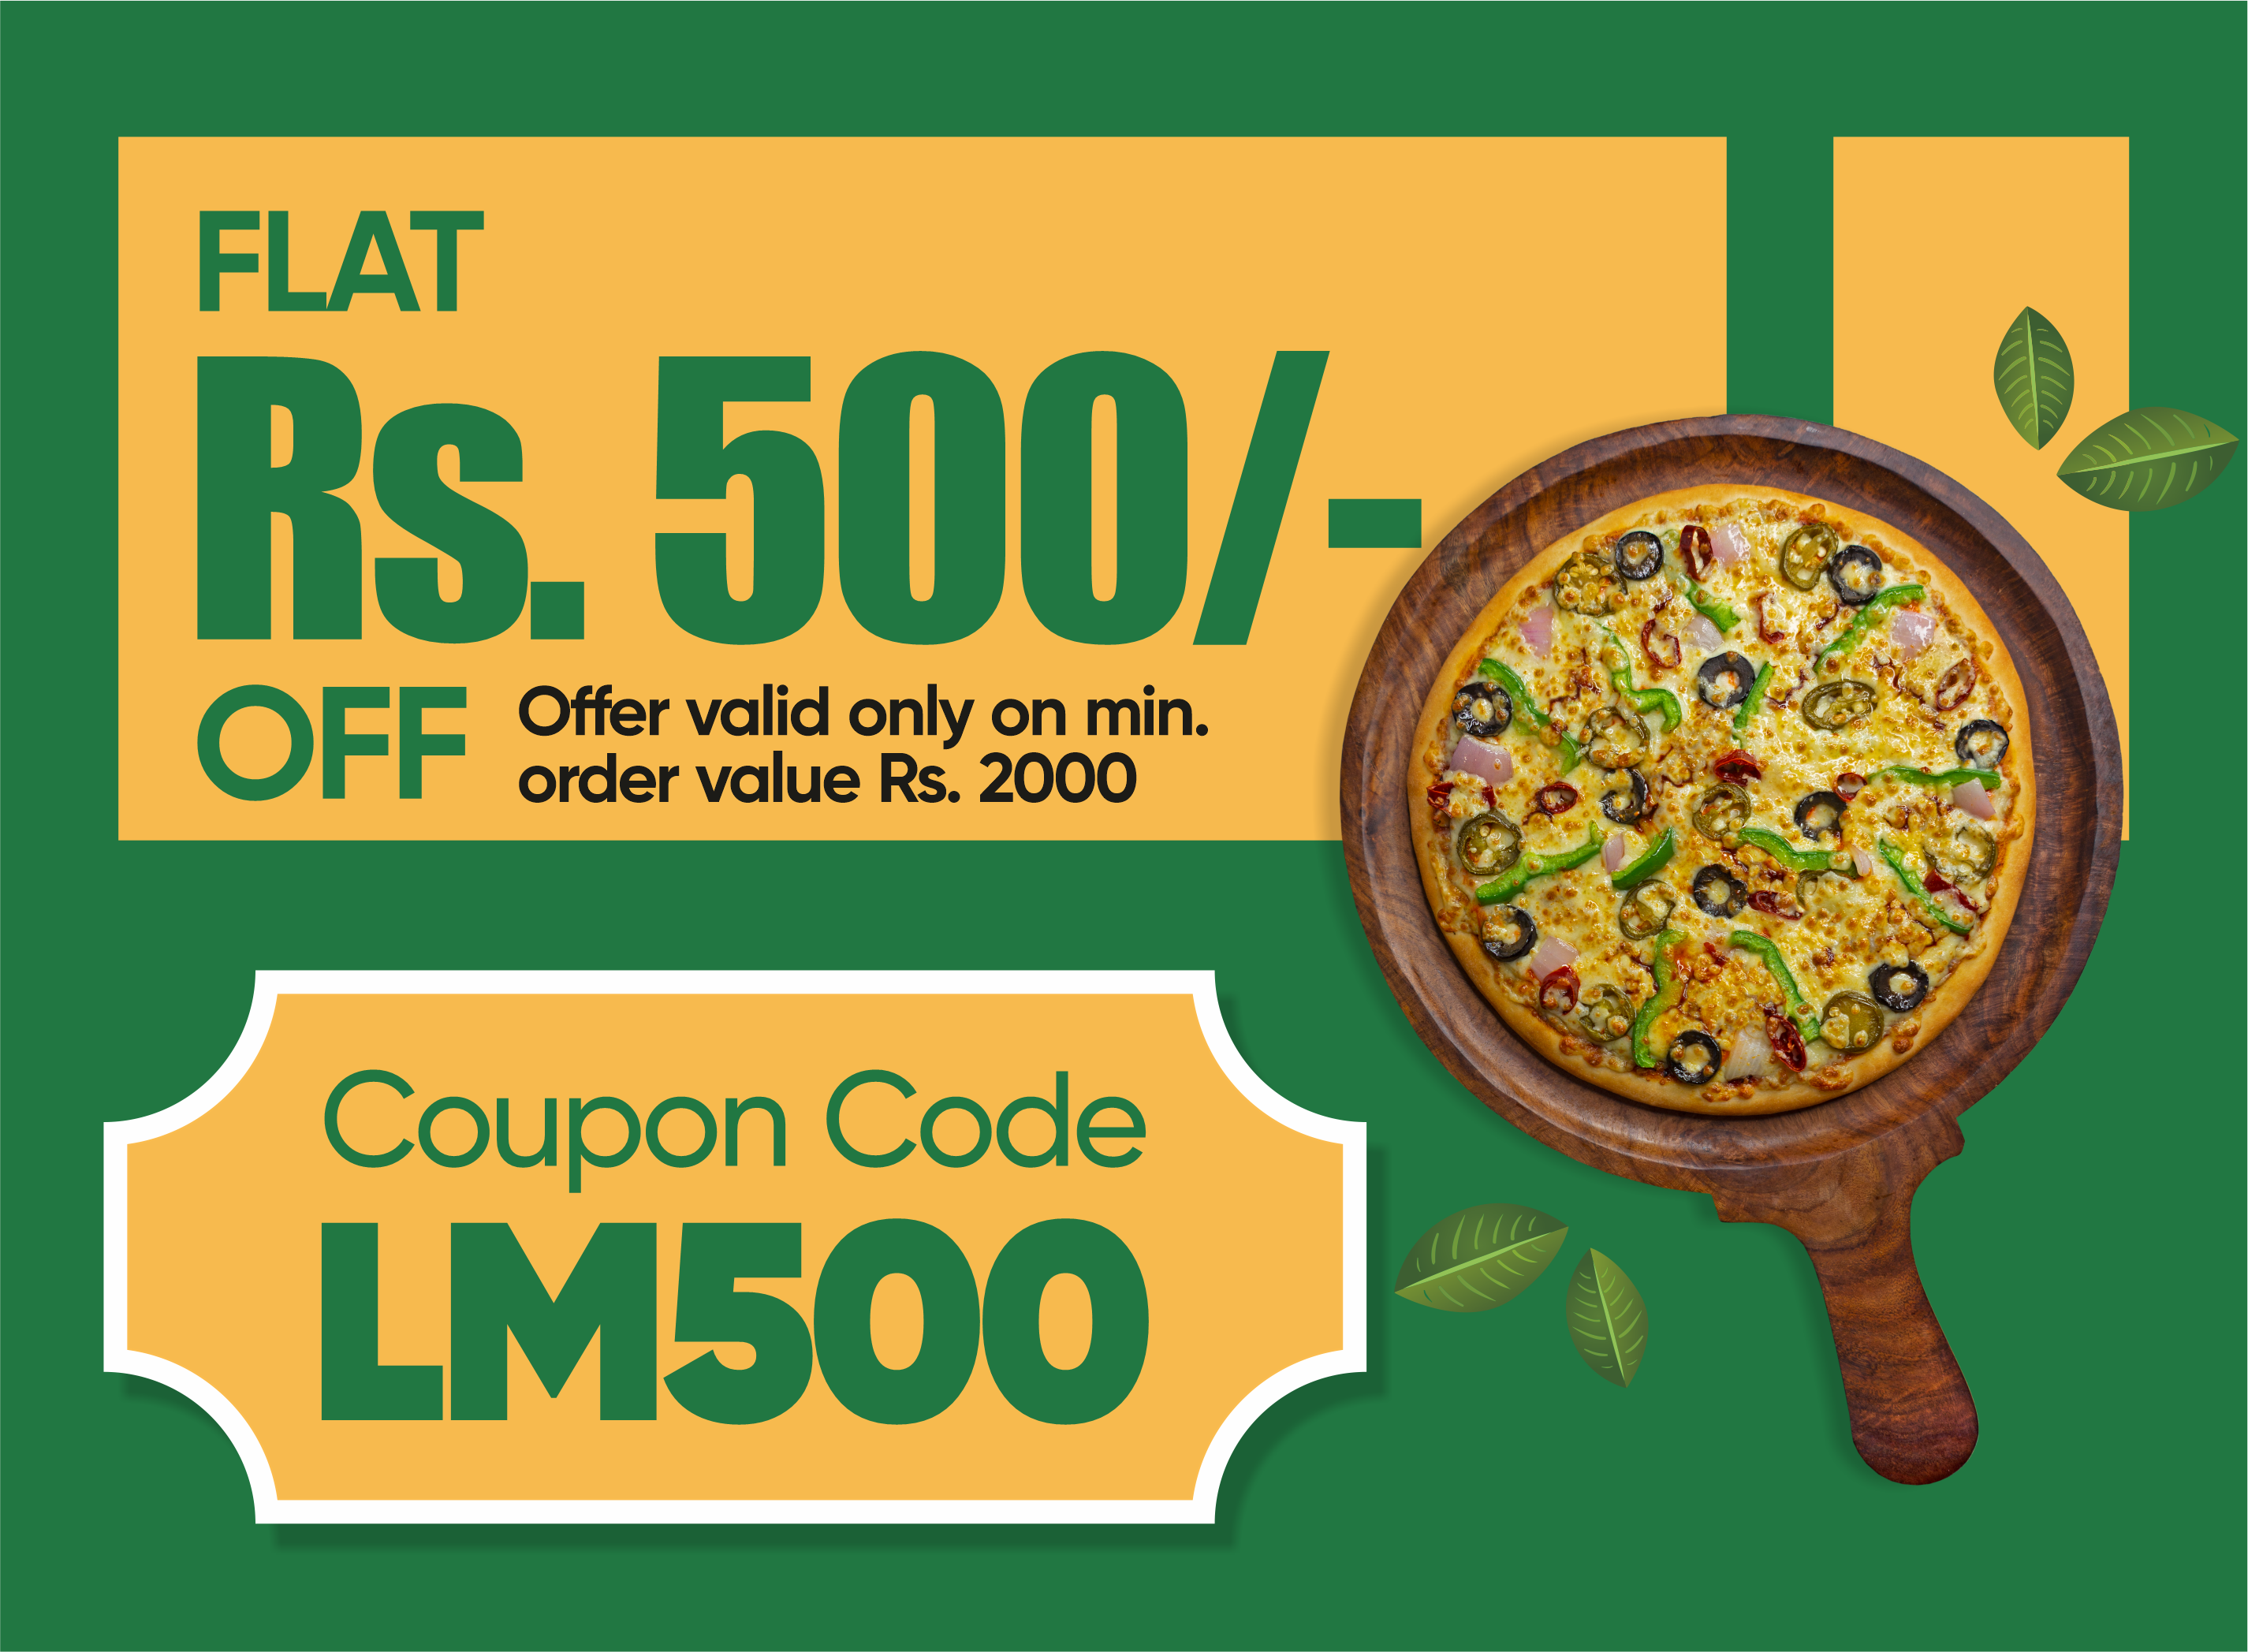 FLAT
Rs. 500/-
OFF
Offer valid only on min.
order value Rs. 2000
Coupon Code
LM500